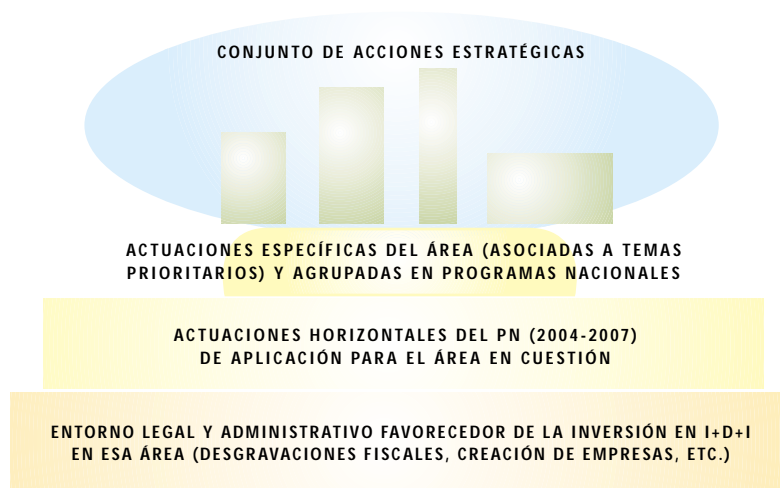 CONJUNTO DE ACCIONES ESTRATÉGICAS
ACTUACIONES ESPECÍFICAS DEL ÁREA (ASOCIADAS A TEMAS
PRIORITARIOS) Y AGRUPADAS EN PROGRAMAS NACIONALES
ACTUACIONES HORIZONTALES DEL PN (2004-2007)
DE APLICACIÓN PARA EL ÁREA EN CUESTIÓN
ENTORNO LEGAL Y ADMINISTRATIVO FAVORECEDOR DE LA INVERSIÓN EN I+D+I
EN ESA ÁREA (DESGRAVACIONES FISCALES, CREACIÓN DE EMPRESAS, ETC.)